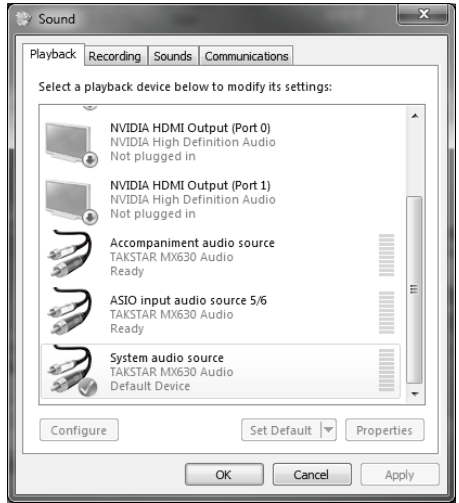 Sound
Playback Recording Sounds Communications
Select a playback device below to modify its settings:
NVIDIA HDMI Output (Port 0)
NVIDIA High Definition Audio
Not plugged in
NVIDIA HDMI Output (Port 1)
NVIDIA High Definition Audio
Not plugged in
Accompaniment audio source
TAKSTAR MX630 Audio
Ready
ASIO input audio source 5/6
TAKSTAR MX630 Audio
Ready
System audio source
TAKSTAR MX630 Audio
Default Device
Configure Set Default Properties
OK Cancel Apply